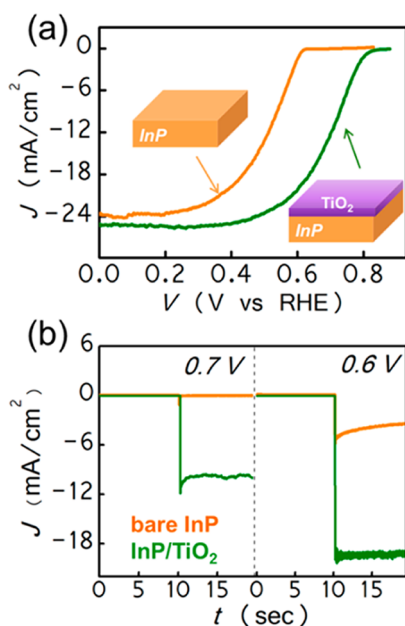 (a)
0
-6
-12
-18
-24
J (mA/cm²)
InP
TiO₂
InP
0.0 0.2 0.4 0.6 0.8
V (V vs RHE)
(b)
6
0
-6
-12
-18
J (mA/cm²)
0.7 V
0.6 V
bare InP
InP/TiO₂
0 10 20 0 5 10 15
t (sec)